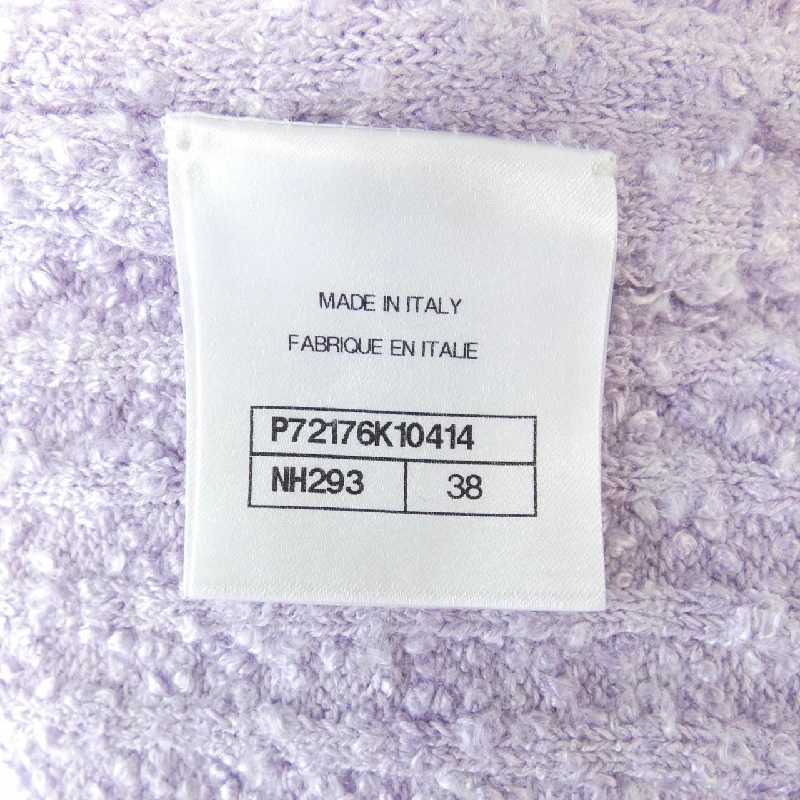 MADE IN ITALY
FABRIQUE EN ITALIE
P72176K10414
NH293 38